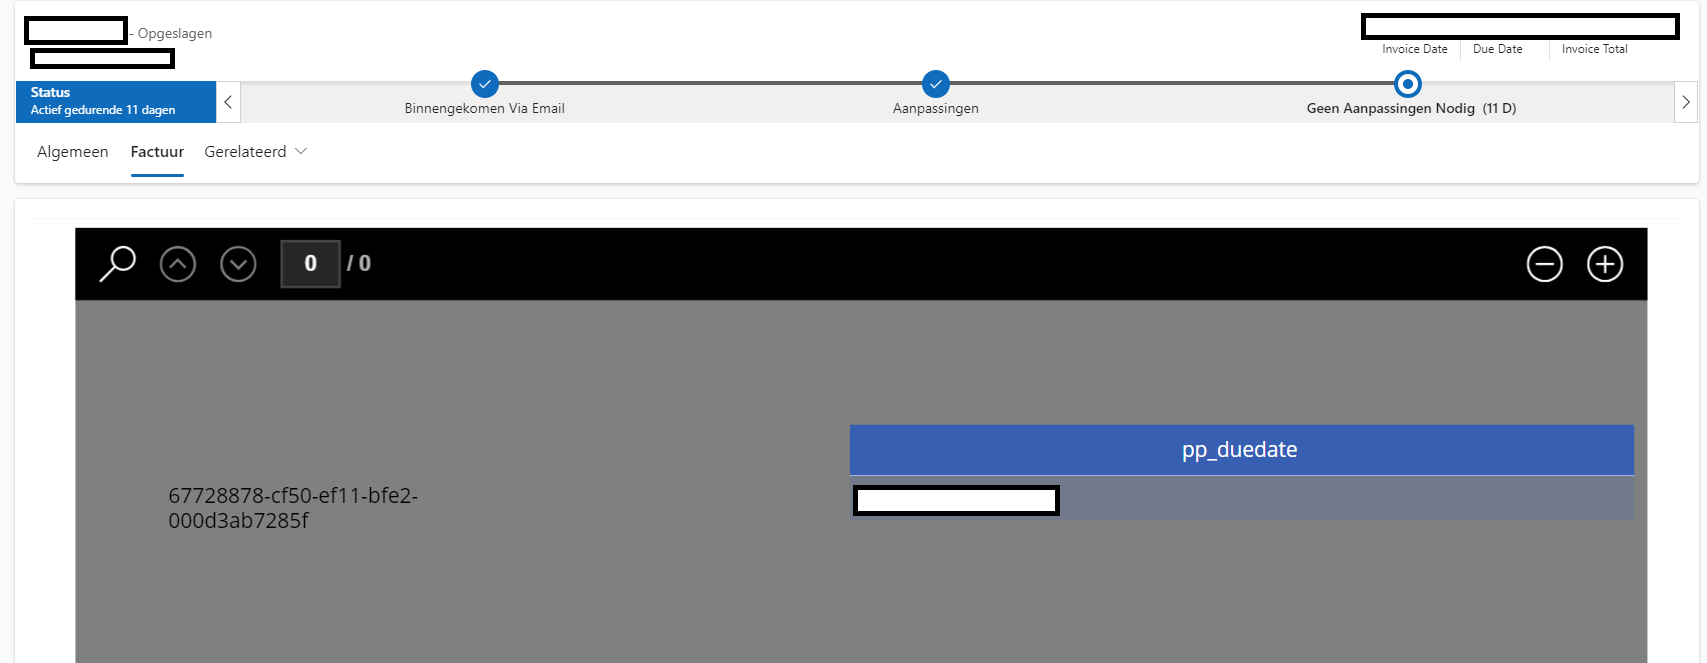 - Opgeslagen
Invoice Date
Due Date
Invoice Total
Status
Actief gedurende 11 dagen
Binnengekomen Via Email
Aanpassingen
Geen Aanpassingen Nodig (11 D)
Algemeen
Factuur
Gerelateerd
0 / 0
pp_duedate
67728878-cf50-ef11-bfe2-
000d3ab7285f